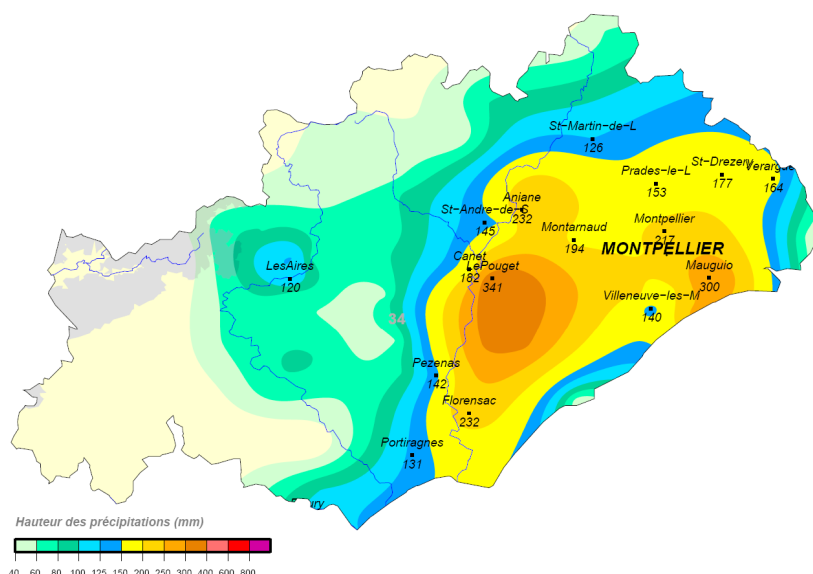 St-Martin-de-L
126
St-Drezery
177
Verargue
164
Prades-le-L
153
Aniane
232
St-Andre-de-S
145
Montpellier
217
Montarnaud
194
MONTPELLIER
Canet
182
LePouget
341
LesAires
120
Mauguio
300
Villeneuve-les-M
140
34
Pezenas
142
Florensac
232
Portiragnes
131
Hauteur des précipitations (mm)
40 60 80 100 125 150 200 250 300 400 600 800